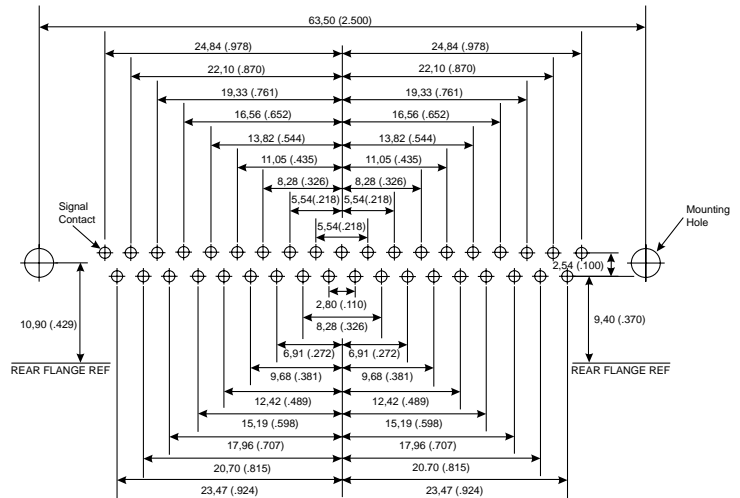 63,50 (2.500)
24,84 (.978) 24,84 (.978)
22,10 (.870) 22,10 (.870)
19,33 (.761) 19,33 (.761)
16,56 (.652) 16,56 (.652)
13,82 (.544) 13,82 (.544)
11,05 (.435) 11,05 (.435)
8,28 (.326) 8,28 (.326)
5,54(.218) 5,54(.218)
Signal
Contact
Mounting
Hole
5,54(.218)
2,54 (.100)
2,80 (.110)
10,90 (.429)
9,40 (.370)
8,28 (.326)
6,91 (.272) 6,91 (.272)
REAR FLANGE REF REAR FLANGE REF
9,68 (.381) 9,68 (.381)
12,42 (.489) 12,42 (.489)
15,19 (.598) 15,19 (.598)
17,96 (.707) 17,96 (.707)
20,70 (.815) 20.70 (.815)
23,47 (.924) 23,47 (.924)